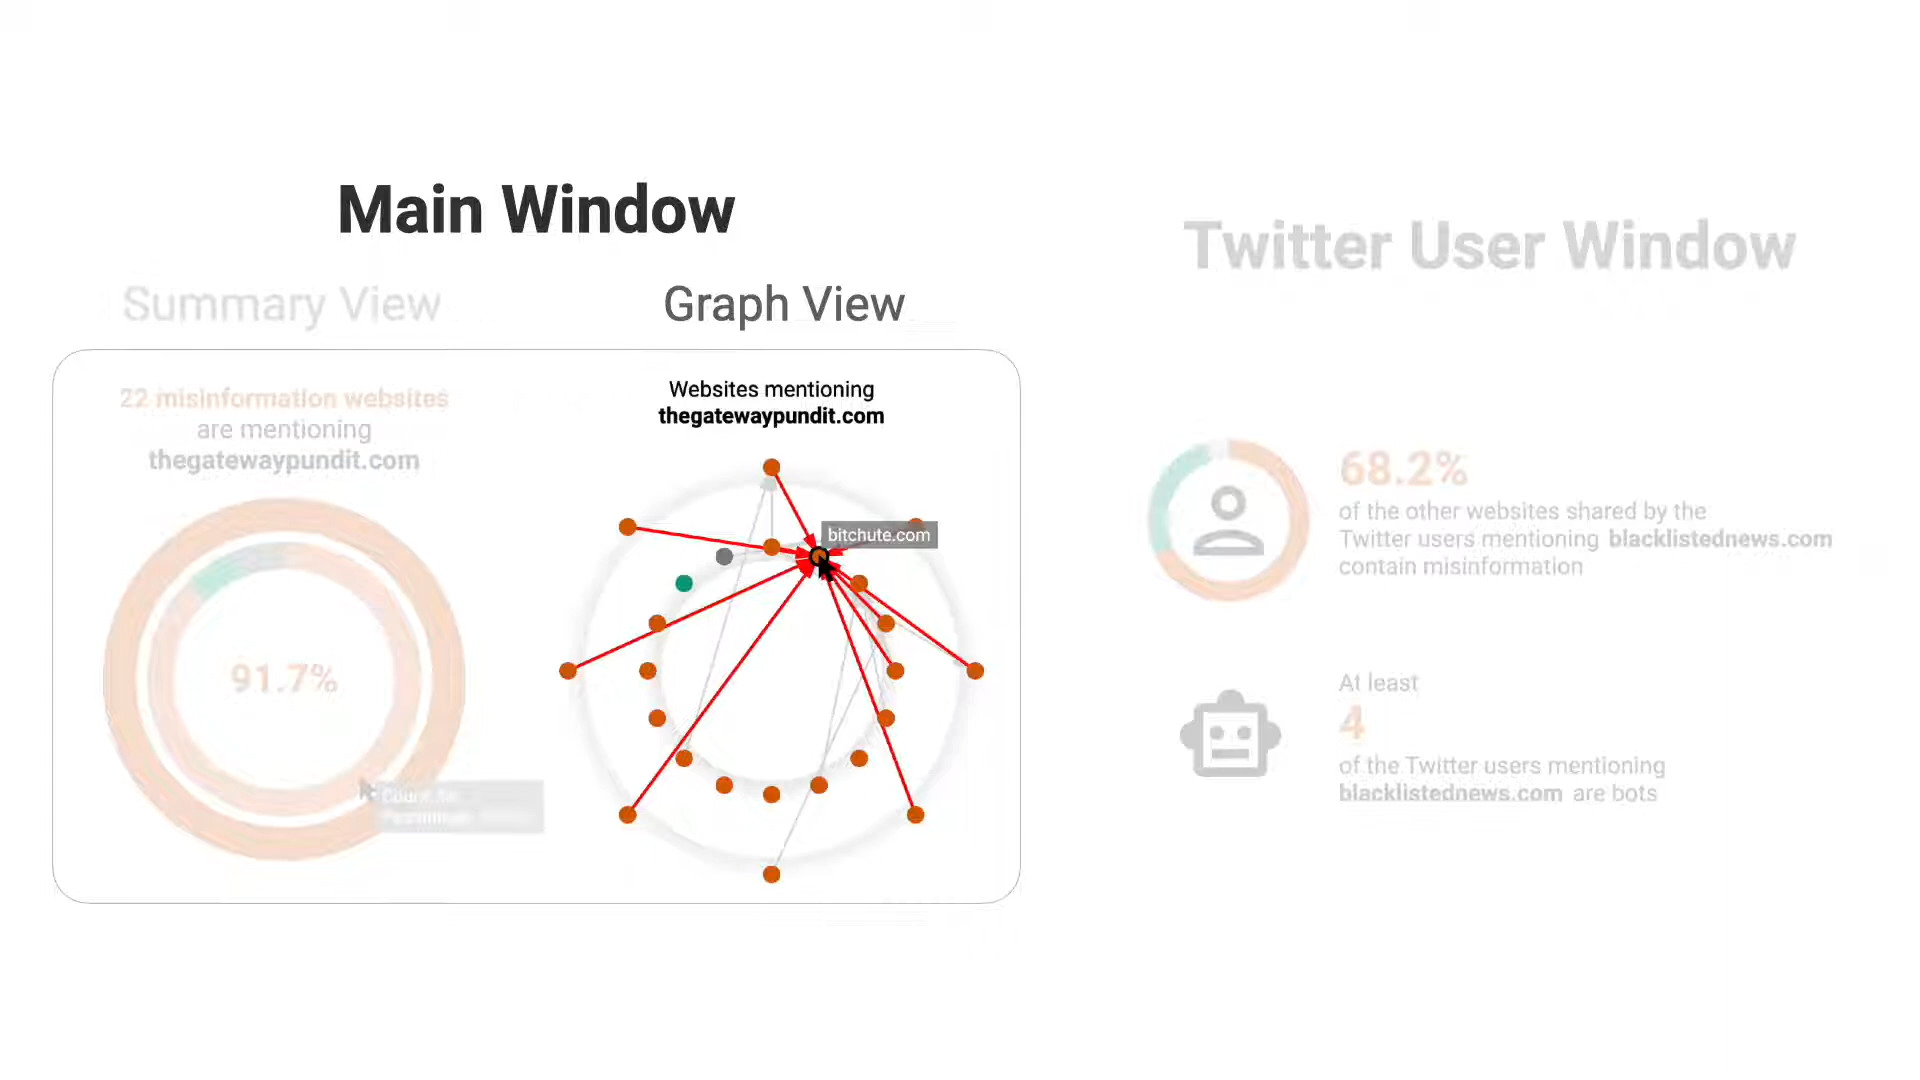 Main Window
Twitter User Window
Summary View
Graph View
22 misinformation websites
are mentioning
thegatewaypundit.com
Websites mentioning
thegatewaypundit.com
bitchute.com
91.7%
68.2%
of the other websites shared by the
Twitter users mentioning blacklistednews.com
contain misinformation
At least
4
of the Twitter users mentioning
blacklistednews.com are bots